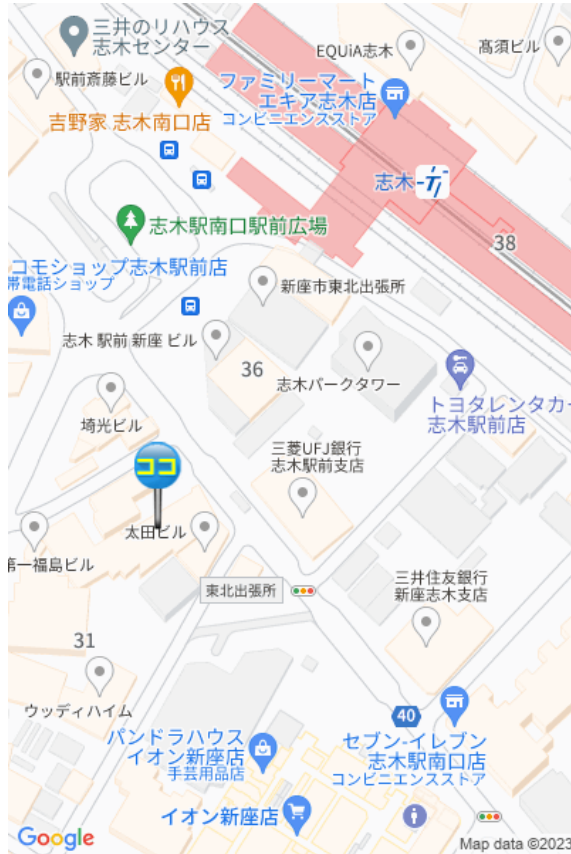 三井のリハウス
志木センター
EQUiA志木
髙須ビル
駅前斎藤ビル
ファミリーマート
エキア志木店
コンビニエンスストア
吉野家 志木南口店
志木
志木駅南口駅前広場
38
コモショップ志木駅前店
帯電話ショップ
新座市東北出張所
志木 駅前 新座 ビル
36
志木パークタワー
トヨタレンタカー
志木駅前店
埼光ビル
三菱UFJ銀行
志木駅前支店
ココ
太田ビル
第一福島ビル
三井住友銀行
新座志木支店
東北出張所
31
ウッディハイム
40
パンドラハウス
イオン新座店
手芸用品店
セブン-イレブン
志木駅南口店
コンビニエンスストア
イオン新座店
Google
Map data ©2023